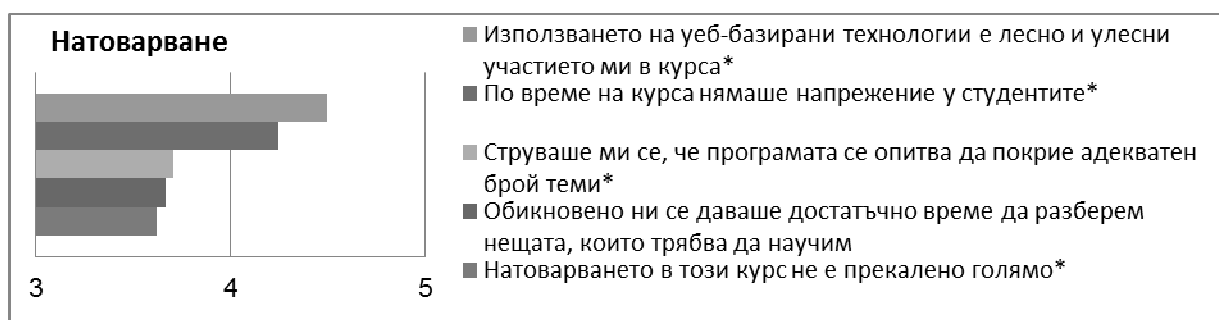 Натоварване
Използването на уеб-базирани технологии е лесно и улесни
участието ми в курса*
По време на курса нямаше напрежение у студентите*
Струваше ми се, че програмата се опитва да покрие адекватен
брой теми*
Обикновено ни се даваше достатъчно време да разберем
нещата, които трябва да научим
Натоварването в този курс не е прекалено голямо*
3 4 5